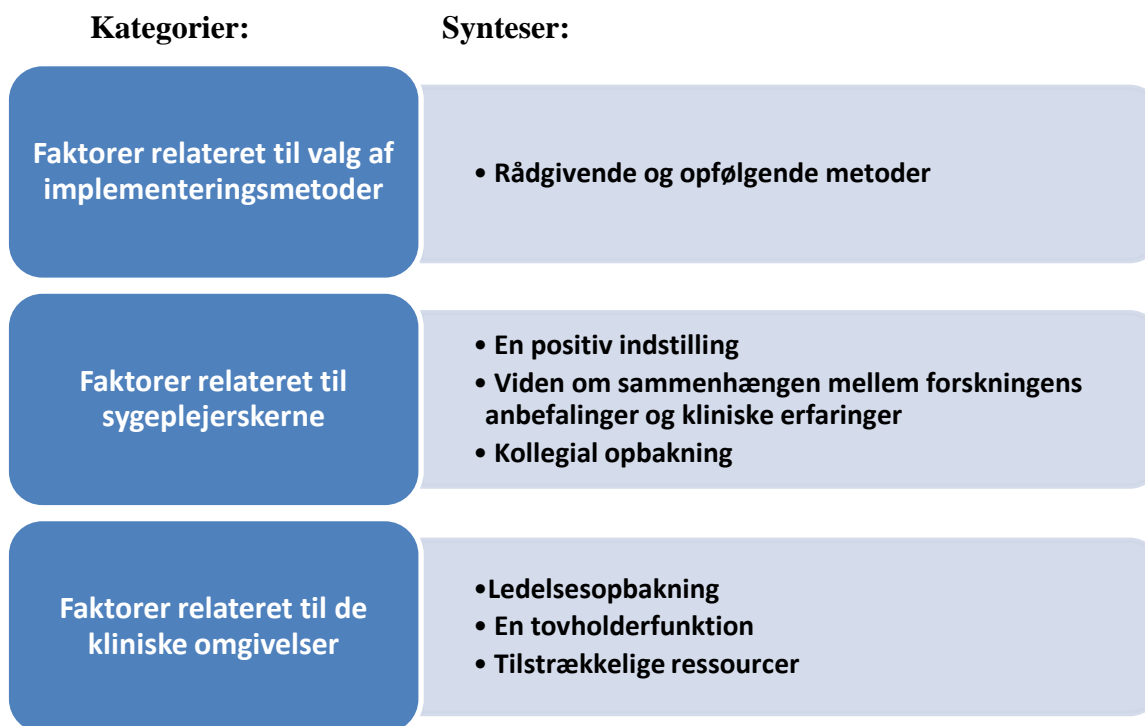 Kategorier: Synteser:
Faktorer relateret til valg af
implementeringsmetoder
• Rådgivende og opfølgende metoder
Faktorer relateret til
sygeplejerskerne
• En positiv indstilling
• Viden om sammenhængen mellem forskningens
anbefalinger og kliniske erfaringer
• Kollegial opbakning
Faktorer relateret til de
kliniske omgivelser
•Ledelsesopbakning
• En tovholderfunktion
• Tilstrækkelige ressourcer